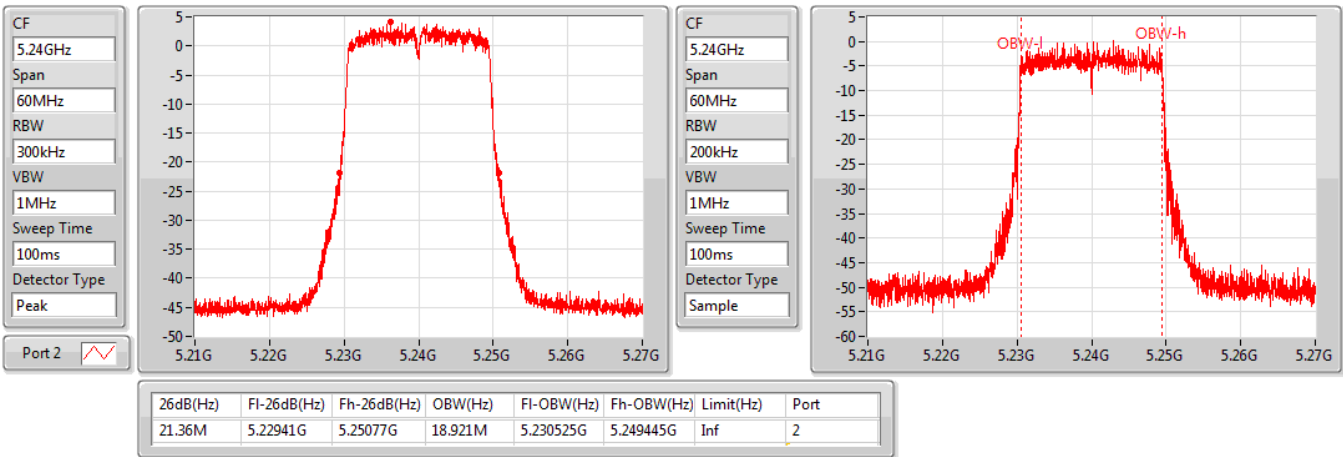 CF
5.24GHz
Span
60MHz
RBW
300kHz
VBW
1MHz
Sweep Time
100ms
Detector Type
Peak
Port 2
5
0
-5
-10
-15
-20
-25
-30
-35
-40
-45
-50
5.21G 5.22G 5.23G 5.24G 5.25G 5.26G 5.27G
CF
5.24GHz
Span
60MHz
RBW
200kHz
VBW
1MHz
Sweep Time
100ms
Detector Type
Sample
5
0
-5
-10
-15
-20
-25
-30
-35
-40
-45
-50
-55
-60
OBW-l OBW-h
5.21G 5.22G 5.23G 5.24G 5.25G 5.26G 5.27G
26dB(Hz) Fl-26dB(Hz) Fh-26dB(Hz) OBW(Hz) Fl-OBW(Hz) Fh-OBW(Hz) Limit(Hz) Port
21.36M 5.22941G 5.25077G 18.921M 5.230525G 5.249445G Inf 2